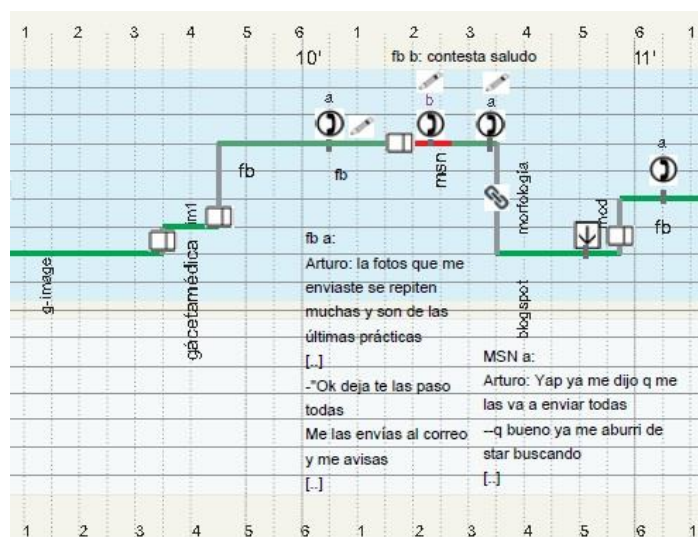 1 2 3 4 5 6 1 2 3 4 5 6 1
10' 11'
fb b: contesta saludo
a b a
a
fb fb msn morfología mod fb
im1
g-image gacetamédica blogspot
fb a:
Arturo: la fotos que me
enviaste se repiten
muchas y son de las
últimas prácticas
[..]
-"Ok deja te las paso
todas
Me las envías al correo
y me avisas
[..]
MSN a:
Arturo: Yap ya me dijo q me
las va a enviar todas
--q bueno ya me aburri de
star buscando
[..]
1 2 3 4 5 6 1 2 3 4 5 6 1